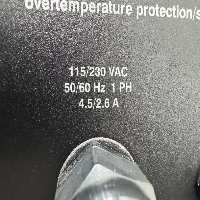 overtemperature protection/s
115/230 VAC
50/60 Hz 1 PH
4.5/2.6 A